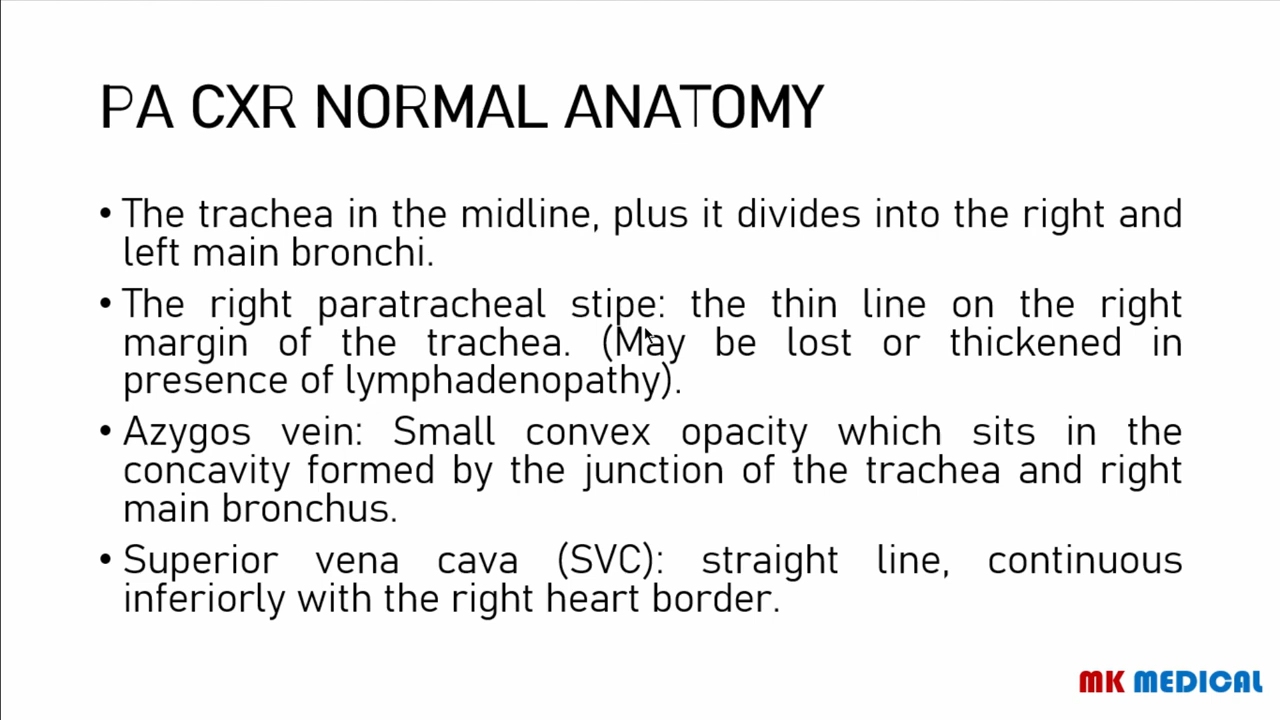 PA CXR NORMAL ANATOMY
• The trachea in the midline, plus it divides into the right and
left main bronchi.
• The right paratracheal stipe: the thin line on the right
margin of the trachea. (May be lost or thickened in
presence of lymphadenopathy).
• Azygos vein: Small convex opacity which sits in the
concavity formed by the junction of the trachea and right
main bronchus.
• Superior vena cava (SVC): straight line, continuous
inferiorly with the right heart border.
MK MEDICAL